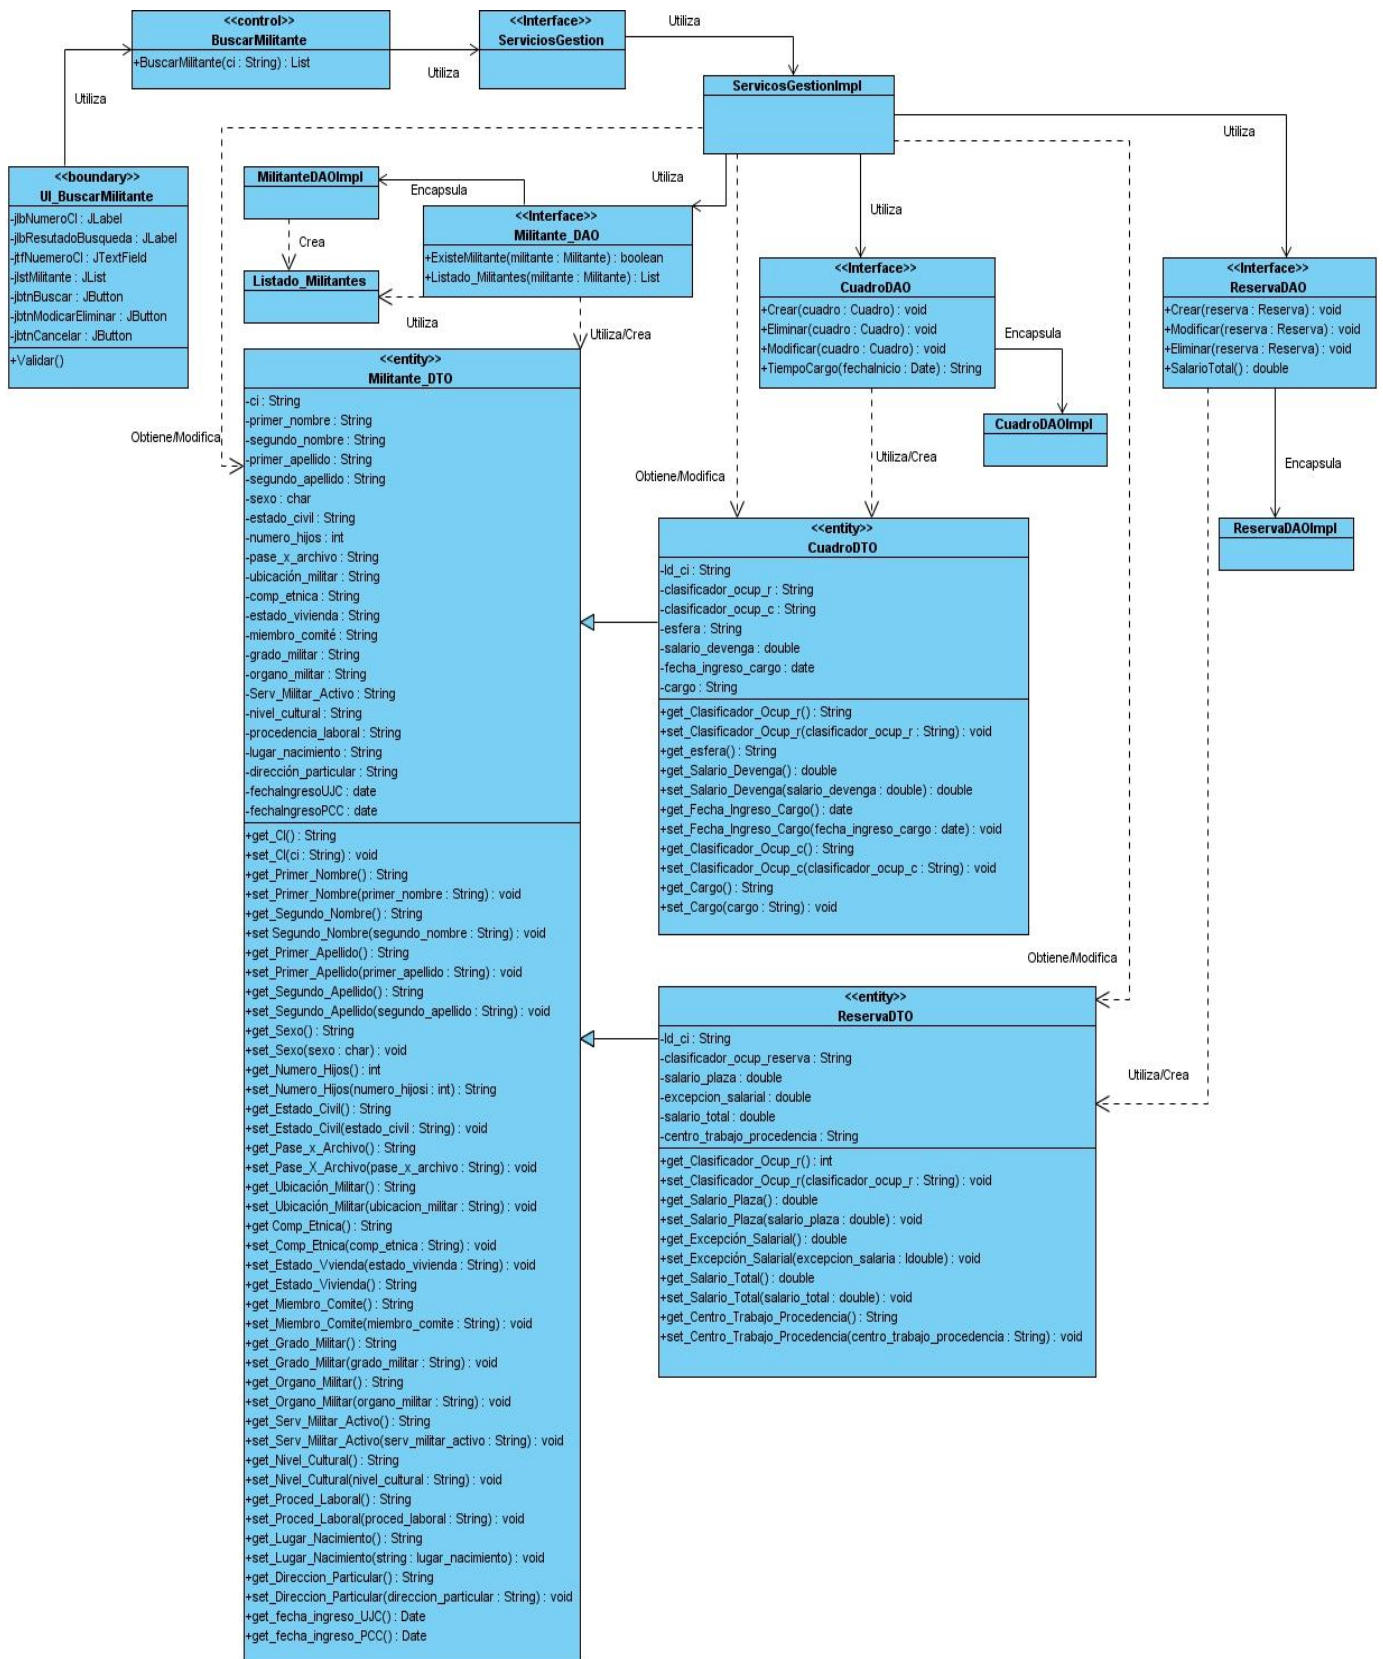 <<control>>
BuscarMilitante
+BuscarMilitante(ci : String) : List
<<Interface>>
ServiciosGestion
Utiliza
Utiliza
Utiliza
ServicosGestionImpl
Utiliza
Utiliza
Utiliza
<<boundary>>
UI_BuscarMilitante
-jlbNumeroCI : JLabel
-jlbResutadoBusqueda : JLabel
-jtfNuemeroCI : JTextField
-jlstMilitante : JList
-jbtnBuscar : JButton
-jbtnModicarEliminar : JButton
-jbtnCancelar : JButton
+Validar()
MilitanteDAOImpl
Encapsula
Crea
Listado_Militantes
Utiliza
<<Interface>>
Militante_DAO
+ExisteMilitante(militante : Militante) : boolean
+Listado_Militantes(militante : Militante) : List
Utiliza/Crea
<<Interface>>
CuadroDAO
+Crear(cuadro : Cuadro) : void
+Eliminar(cuadro : Cuadro) : void
+Modificar(cuadro : Cuadro) : void
+TiempoCargo(fechaInicio : Date) : String
Encapsula
CuadroDAOImpl
Utiliza/Crea
<<Interface>>
ReservaDAO
+Crear(reserva : Reserva) : void
+Modificar(reserva : Reserva) : void
+Eliminar(reserva : Reserva) : void
+SalarioTotal() : double
Encapsula
ReservaDAOImpl
Obtiene/Modifica
Obtiene/Modifica
<<entity>>
Militante_DTO
-ci : String
-primer_nombre : String
-segundo_nombre : String
-primer_apellido : String
-segundo_apellido : String
-sexo : char
-estado_civil : String
-numero_hijos : int
-pase_x_archivo : String
-ubicación_militar : String
-comp_etnica : String
-estado_vivienda : String
-miembro_comité : String
-grado_militar : String
-organo_militar : String
-Serv_Militar_Activo : String
-nivel_cultural : String
-procedencia_laboral : String
-lugar_nacimiento : String
-dirección_particular : String
-fechaIngresoUJC : date
-fechaIngresoPCC : date
+get_CI() : String
+set_CI(ci : String) : void
+get_Primer_Nombre() : String
+set_Primer_Nombre(primer_nombre : String) : void
+get_Segundo_Nombre() : String
+set Segundo_Nombre(segundo_nombre : String) : void
+get_Primer_Apellido() : String
+set_Primer_Apellido(primer_apellido : String) : void
+get_Segundo_Apellido() : String
+set_Segundo_Apellido(segundo_apellido : String) : void
+get_Sexo() : String
+set_Sexo(sexo : char) : void
+get_Numero_Hijos() : int
+set_Numero_Hijos(numero_hijosi : int) : String
+get_Estado_Civil() : String
+set_Estado_Civil(estado_civil : String) : void
+get_Pase_x_Archivo() : String
+set_Pase_X_Archivo(pase_x_archivo : String) : void
+get_Ubicación_Militar() : String
+set_Ubicación_Militar(ubicacion_militar : String) : void
+get Comp_Etnica() : String
+set_Comp_Etnica(comp_etnica : String) : void
+set_Estado_Vvienda(estado_vivienda : String) : void
+get_Estado_Vivienda() : String
+get_Miembro_Comite() : String
+set_Miembro_Comite(miembro_comite : String) : void
+get_Grado_Militar() : String
+set_Grado_Militar(grado_militar : String) : void
+get_Organo_Militar() : String
+set_Organo_Militar(organo_militar : String) : void
+get_Serv_Militar_Activo() : String
+set_Serv_Militar_Activo(serv_militar_activo : String) : void
+get_Nivel_Cultural() : String
+set_Nivel_Cultural(nivel_cultural : String) : void
+get_Proced_Laboral() : String
+set_Proced_Laboral(proced_laboral : String) : void
+get_Lugar_Nacimiento() : String
+set_Lugar_Nacimiento(string : lugar_nacimiento) : void
+get_Direccion_Particular() : String
+set_Direccion_Particular(direccion_particular : String) : void
+get_fecha_ingreso_UJC() : Date
+get_fecha_ingreso_PCC() : Date
<<entity>>
CuadroDTO
-Id_ci : String
-clasificador_ocup_r : String
-clasificador_ocup_c : String
-esfera : String
-salario_devenga : double
-fecha_ingreso_cargo : date
-cargo : String
+get_Clasificador_Ocup_r() : String
+set_Clasificador_Ocup_r(clasificador_ocup_r : String) : void
+get_esfera() : String
+get_Salario_Devenga() : double
+set_Salario_Devenga(salario_devenga : double) : double
+get_Fecha_Ingreso_Cargo() : date
+set_Fecha_Ingreso_Cargo(fecha_ingreso_cargo : date) : void
+get_Clasificador_Ocup_c() : String
+set_Clasificador_Ocup_c(clasificador_ocup_c : String) : void
+get_Cargo() : String
+set_Cargo(cargo : String) : void
Obtiene/Modifica
Utiliza/Crea
<<entity>>
ReservaDTO
-Id_ci : String
-clasificador_ocup_reserva : String
-salario_plaza : double
-excepcion_salarial : double
-salario_total : double
-centro_trabajo_procedencia : String
+get_Clasificador_Ocup_r() : int
+set_Clasificador_Ocup_r(clasificador_ocup_r : String) : void
+get_Salario_Plaza() : double
+set_Salario_Plaza(salario_plaza : double) : void
+get_Excepción_Salarial() : double
+set_Excepción_Salarial(excepcion_salaria : ldouble) : void
+get_Salario_Total() : double
+set_Salario_Total(salario_total : double) : void
+get_Centro_Trabajo_Procedencia() : String
+set_Centro_Trabajo_Procedencia(centro_trabajo_procedencia : String) : void